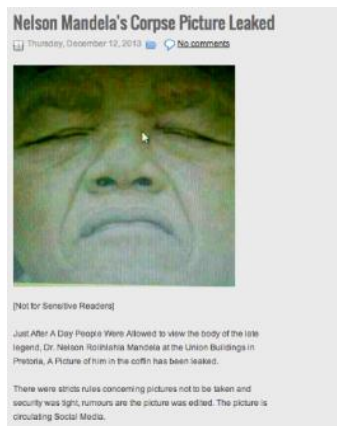 Nelson Mandela's Corpse Picture Leaked
Thursday, December 12, 2013 No comments
[Not for Sensitive Readers]
Just After A Day People Were Allowed to view the body of the late
legend, Dr. Nelson Rolihlahla Mandela at the Union Buildings in
Pretoria, A Picture of him in the coffin has been leaked.
There were stricts rules concerning pictures not to be taken and
security was tight, rumours are the picture was edited. The picture is
circulating Social Media.